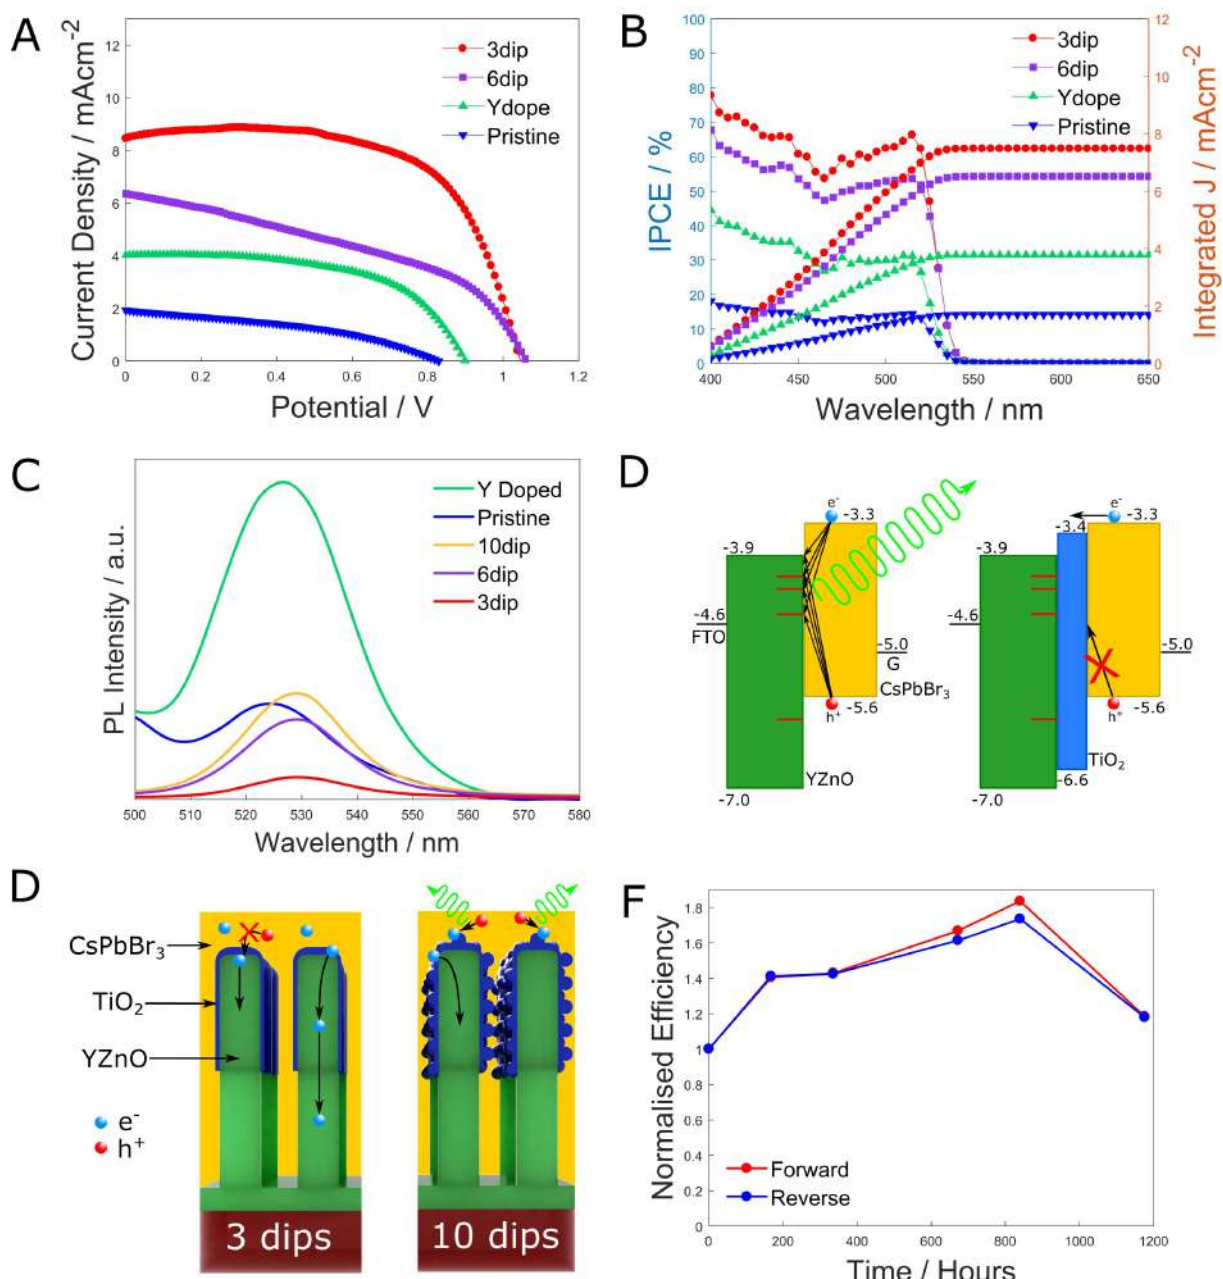 A
Current Density / mAcm-2
12
10
8
6
4
2
0
0
0.2
0.4
0.6
0.8
1
1.2
Potential / V
3dip
6dip
Ydope
Pristine
B
IPCE / %
100
90
80
70
60
50
40
30
20
10
0
400
450
500
550
600
650
Wavelength / nm
3dip
6dip
Ydope
Pristine
12
10
8
6
4
2
0
Integrated J / mAcm-2
C
PL Intensity / a.u.
Y Doped
Pristine
10dip
6dip
3dip
500
510
520
530
540
550
560
570
580
Wavelength / nm
D
e-
-3.3
-3.9
-4.6
FTO
-5.0
G
CsPbBr3
h+
-5.6
YZnO
-7.0
e-
-3.3
-3.4
-3.9
-4.6
-5.0
h+
-5.6
TiO2
-6.6
-7.0
D
CsPbBr3
TiO2
YZnO
e-
h+
3 dips
10 dips
F
Normalised Efficiency
1.8
1.6
1.4
1.2
1
1.8
1.6
1.4
1.2
0
Forward
Reverse
0
200
400
600
800
1000
1200
Time / Hours